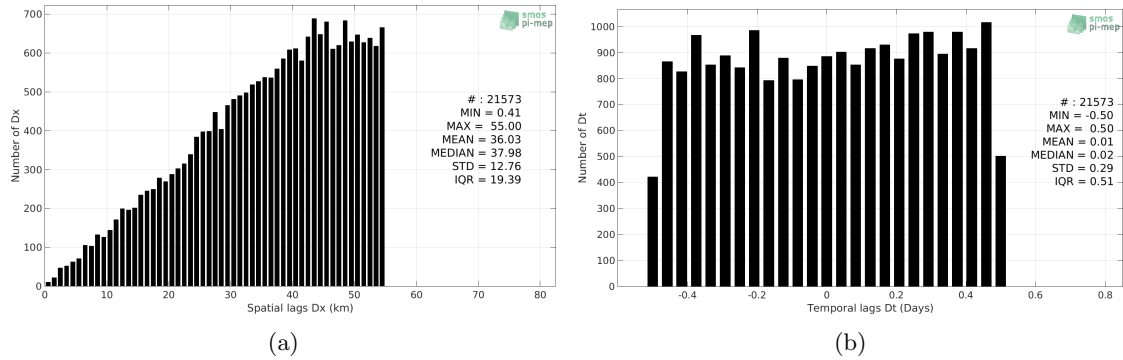 smos
pi-mep
700
600
500
400
300
200
100
0
Number of Dx
# : 21573
MIN = 0.41
MAX = 55.00
MEAN = 36.03
MEDIAN = 37.98
STD = 12.76
IQR = 19.39
0 10 20 30 40 50 60 70 80
Spatial lags Dx (km)
(a)
smos
pi-mep
1000
900
800
700
600
500
400
300
200
100
0
Number of Dt
# : 21573
MIN = -0.50
MAX = 0.50
MEAN = 0.01
MEDIAN = 0.02
STD = 0.29
IQR = 0.51
-0.4 -0.2 0 0.2 0.4 0.6 0.8
Temporal lags Dt (Days)
(b)